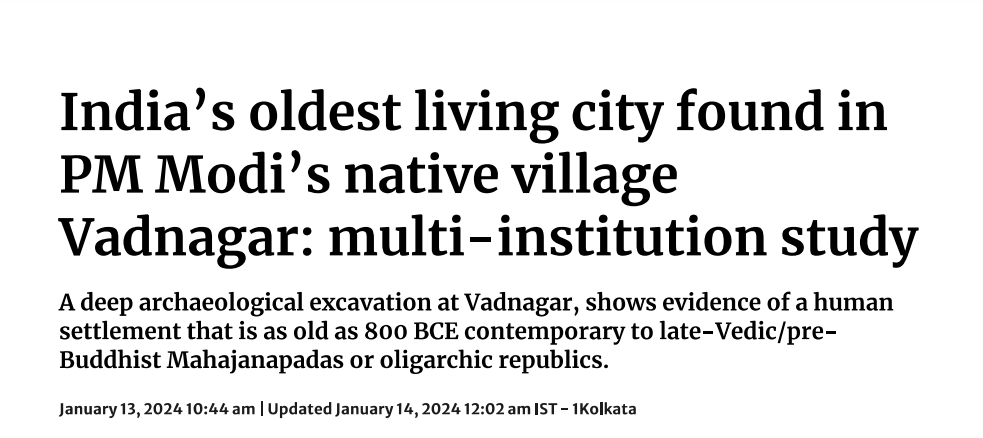 India’s oldest living city found in
PM Modi’s native village
Vadnagar: multi-institution study
A deep archaeological excavation at Vadnagar, shows evidence of a human
settlement that is as old as 800 BCE contemporary to late-Vedic/pre-
Buddhist Mahajanapadas or oligarchic republics.
January 13, 2024 10:44 am | Updated January 14, 2024 12:02 am IST - 1Kolkata